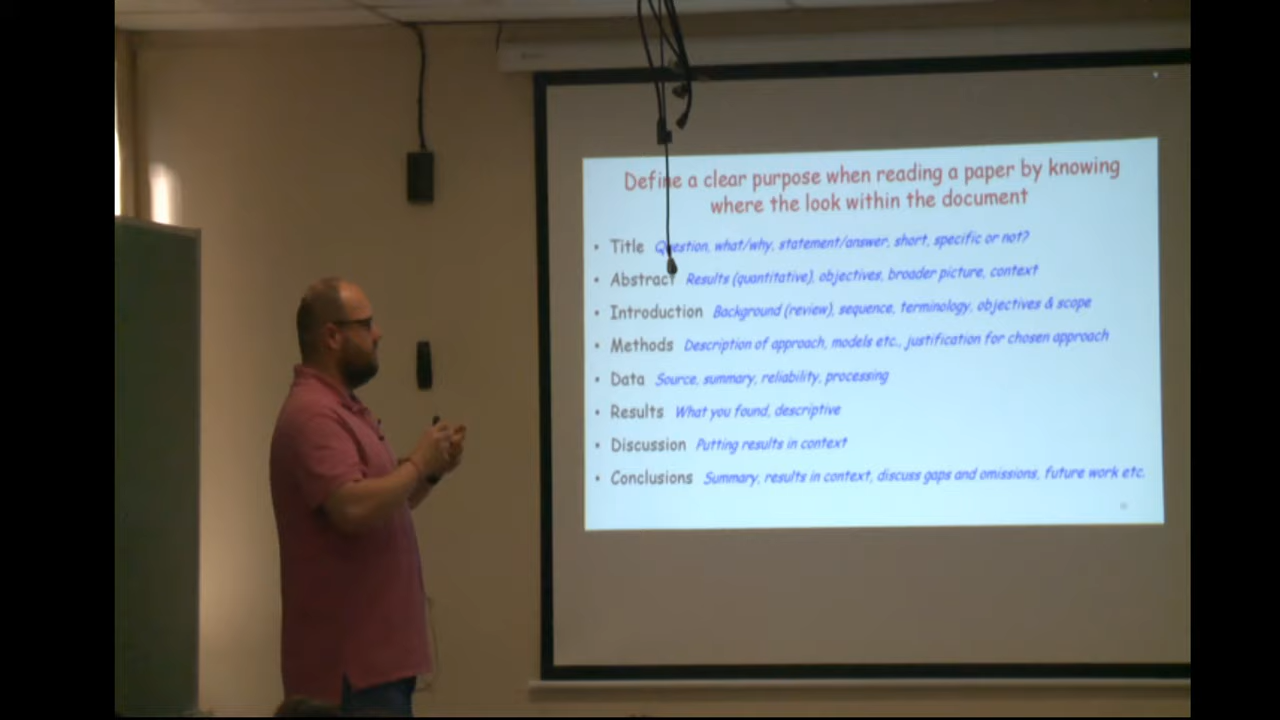 Define a clear purpose when reading a paper by knowing
where the look within the document
• Title Question, what/why, statement/answer, short, specific or not?
• Abstract Results (quantitative), objectives, broader picture, context
• Introduction Background (review), sequence, terminology, objectives & scope
• Methods Description of approach, models etc., justification for chosen approach
• Data Source, summary, reliability, processing
• Results What you found, descriptive
• Discussion Putting results in context
• Conclusions Summary, results in context, discuss gaps and omissions, future work etc.